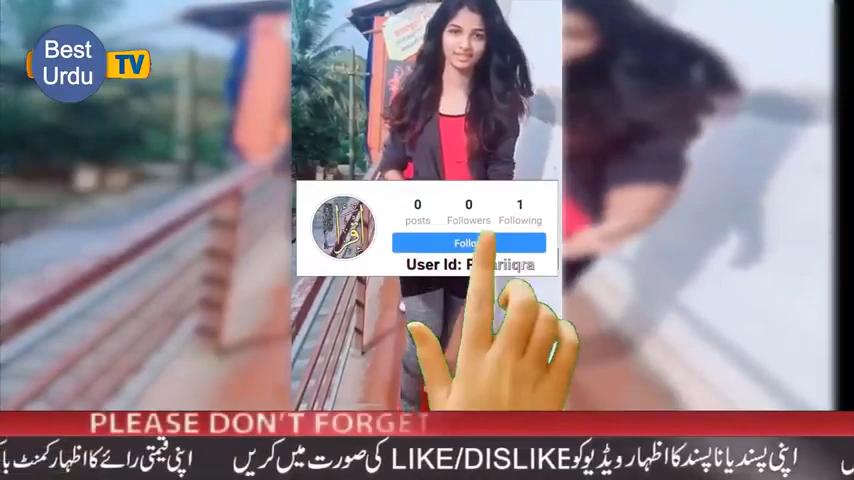 Best
Urdu
TV
0 0 1
posts Followers Following
User Id:
PLEASE DON'T FORGET
اپنی پسند یا ناپسند کا اظہار ویڈیو کو LIKE/DISLIKE کی صورت میں کریں
اپنی قیمتی رائے کا اظہار کمنٹ